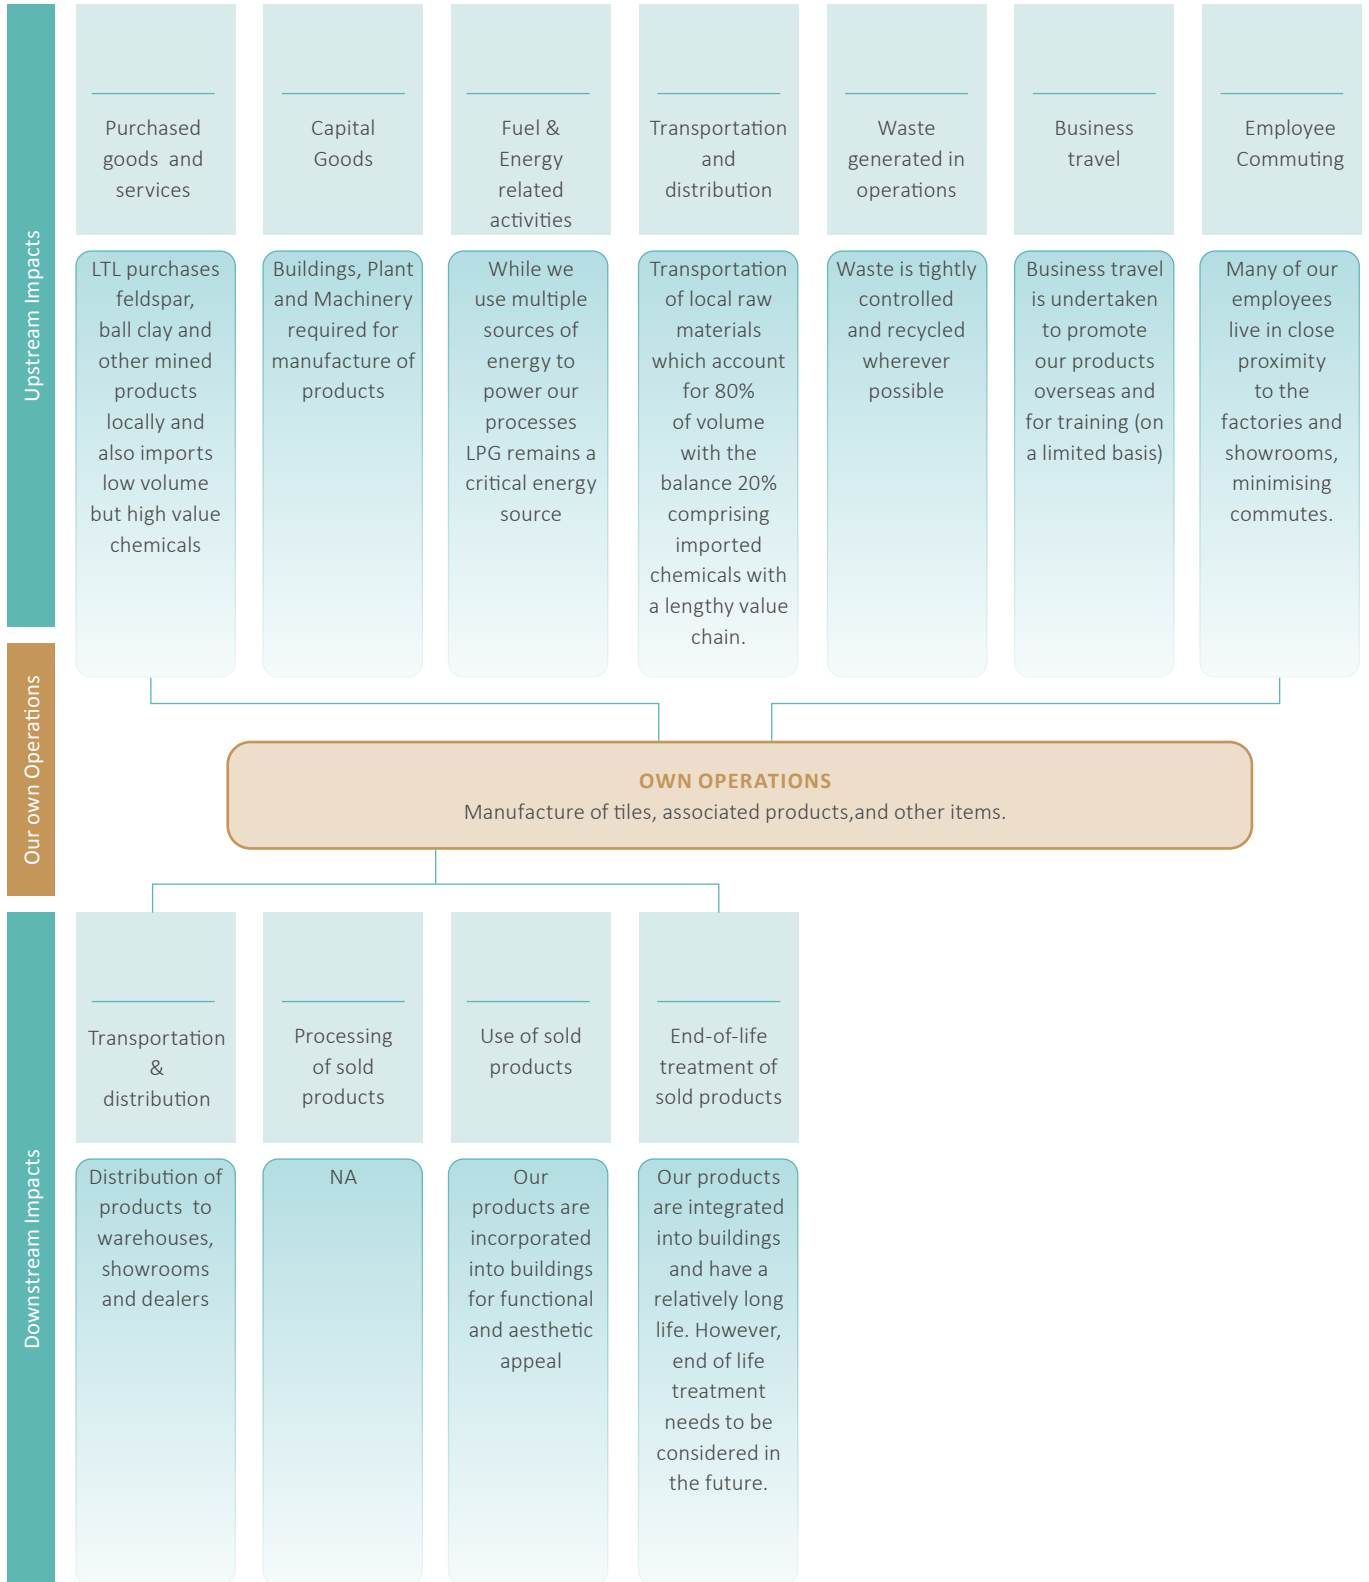 Upstream Impacts
Purchased
goods and
services
Capital
Goods
Fuel &
Energy
related
activities
Transportation
and
distribution
Waste
generated in
operations
Business
travel
Employee
Commuting
LTL purchases
feldspar,
ball clay and
other mined
products
locally and
also imports
low volume
but high value
chemicals
Buildings, Plant
and Machinery
required for
manufacture of
products
While we
use multiple
sources of
energy to
power our
processes
LPG remains a
critical energy
source
Transportation
of local raw
materials
which account
for 80%
of volume
with the
balance 20%
comprising
imported
chemicals with
a lengthy value
chain.
Waste is tightly
controlled
and recycled
wherever
possible
Business travel
is undertaken
to promote
our products
overseas and
for training (on
a limited basis)
Many of our
employees
live in close
proximity
to the
factories and
showrooms,
minimising
commutes.
Our own Operations
OWN OPERATIONS
Manufacture of tiles, associated products,and other items.
Downstream Impacts
Transportation
&
distribution
Processing
of sold
products
Use of sold
products
End-of-life
treatment of
sold products
Distribution of
products to
warehouses,
showrooms
and dealers
NA
Our
products are
incorporated
into buildings
for functional
and aesthetic
appeal
Our products
are integrated
into buildings
and have a
relatively long
life. However,
end of life
treatment
needs to be
considered in
the future.